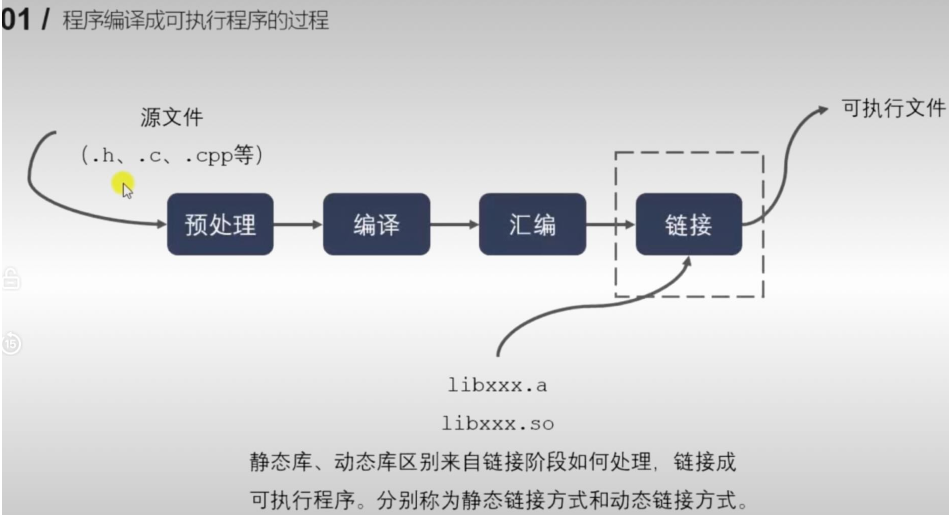 01 / 程序编译成可执行程序的过程
源文件
(.h、.c、.cpp等)
可执行文件
预处理
编译
汇编
链接
15
libxxx.a
libxxx.so
静态库、动态库区别来自链接阶段如何处理，链接成
可执行程序。分别称为静态链接方式和动态链接方式。